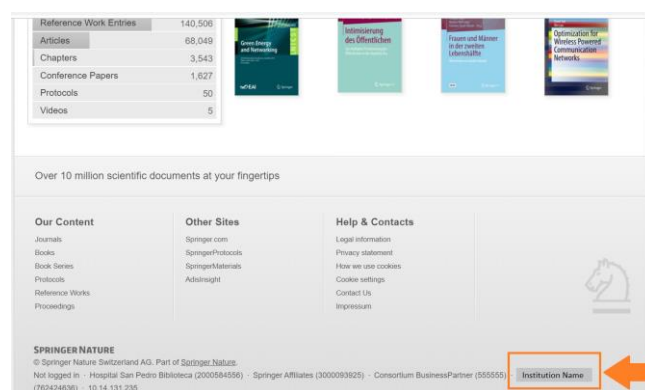 Reference Work Entries 140,506
Articles 68,049
Chapters 3,543
Conference Papers 1,627
Protocols 50
Videos 5
Green Energy
and Networking
Intimisierung
des Öffentlichen
Frauen und Männer
in der zweiten
Lebenshälfte
Optimization for
Wireless Powered
Communication
Networks
Springer
Springer
Over 10 million scientific documents at your fingertips
Our Content
Journals
Books
Book Series
Protocols
Reference Works
Proceedings
Other Sites
Springer.com
SpringerProtocols
SpringerMaterials
AdisInsight
Help & Contacts
Legal information
Privacy statement
How we use cookies
Cookie settings
Contact Us
Impressum
SPRINGER NATURE
© Springer Nature Switzerland AG. Part of Springer Nature.
Not logged in · Hospital San Pedro Biblioteca (2000584556) · Springer Affiliates (3000093925) · Consortium BusinessPartner (555555) · Institution Name
(762424636) · 10.14.131.235